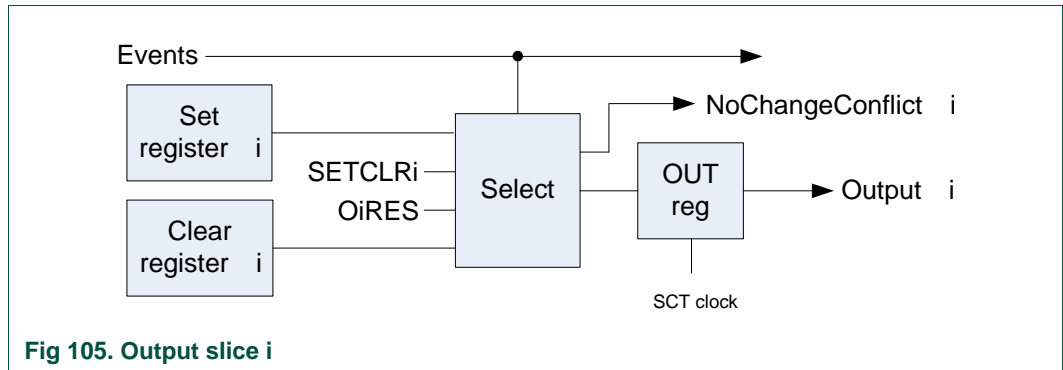 Events
Set
register i
NoChangeConflict i
SETCLRi
Select
OUT
reg
Output i
OiRES
Clear
register i
SCT clock
Fig 105. Output slice i